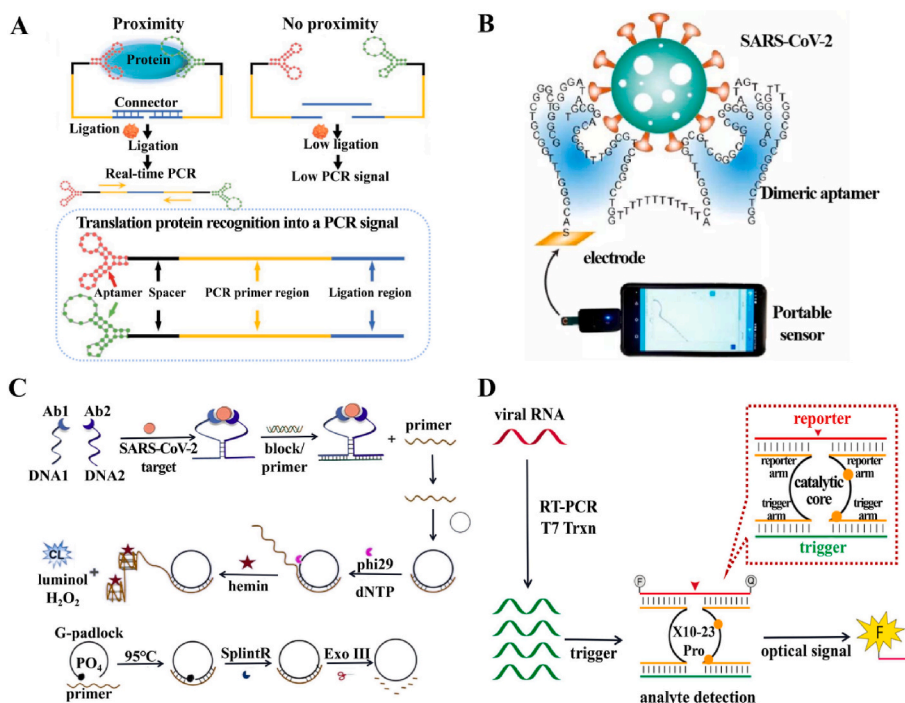 A
Proximity
No proximity
Protein
Connector
Ligation
Ligation
Low ligation
Real-time PCR
Low PCR signal
Translation protein recognition into a PCR signal
Aptamer Spacer PCR primer region Ligation region
B
SARS-CoV-2
Dimeric aptamer
TTTTTTTTTTT
S
electrode
Portable
sensor
C
Ab1 Ab2
DNA1 DNA2
SARS-CoV-2
target
block/
primer
+
primer
CL
luminol
H₂O₂
+
hemin
phi29
dNTP
G-padlock
PO₄
primer
95℃
SplintR
Exo III
D
viral RNA
RT-PCR
T7 Trxn
trigger
reporter
reporter
arm
catalytic
core
trigger
arm
trigger
F
Q
X10-23
Pro
analyte detection
optical signal
F